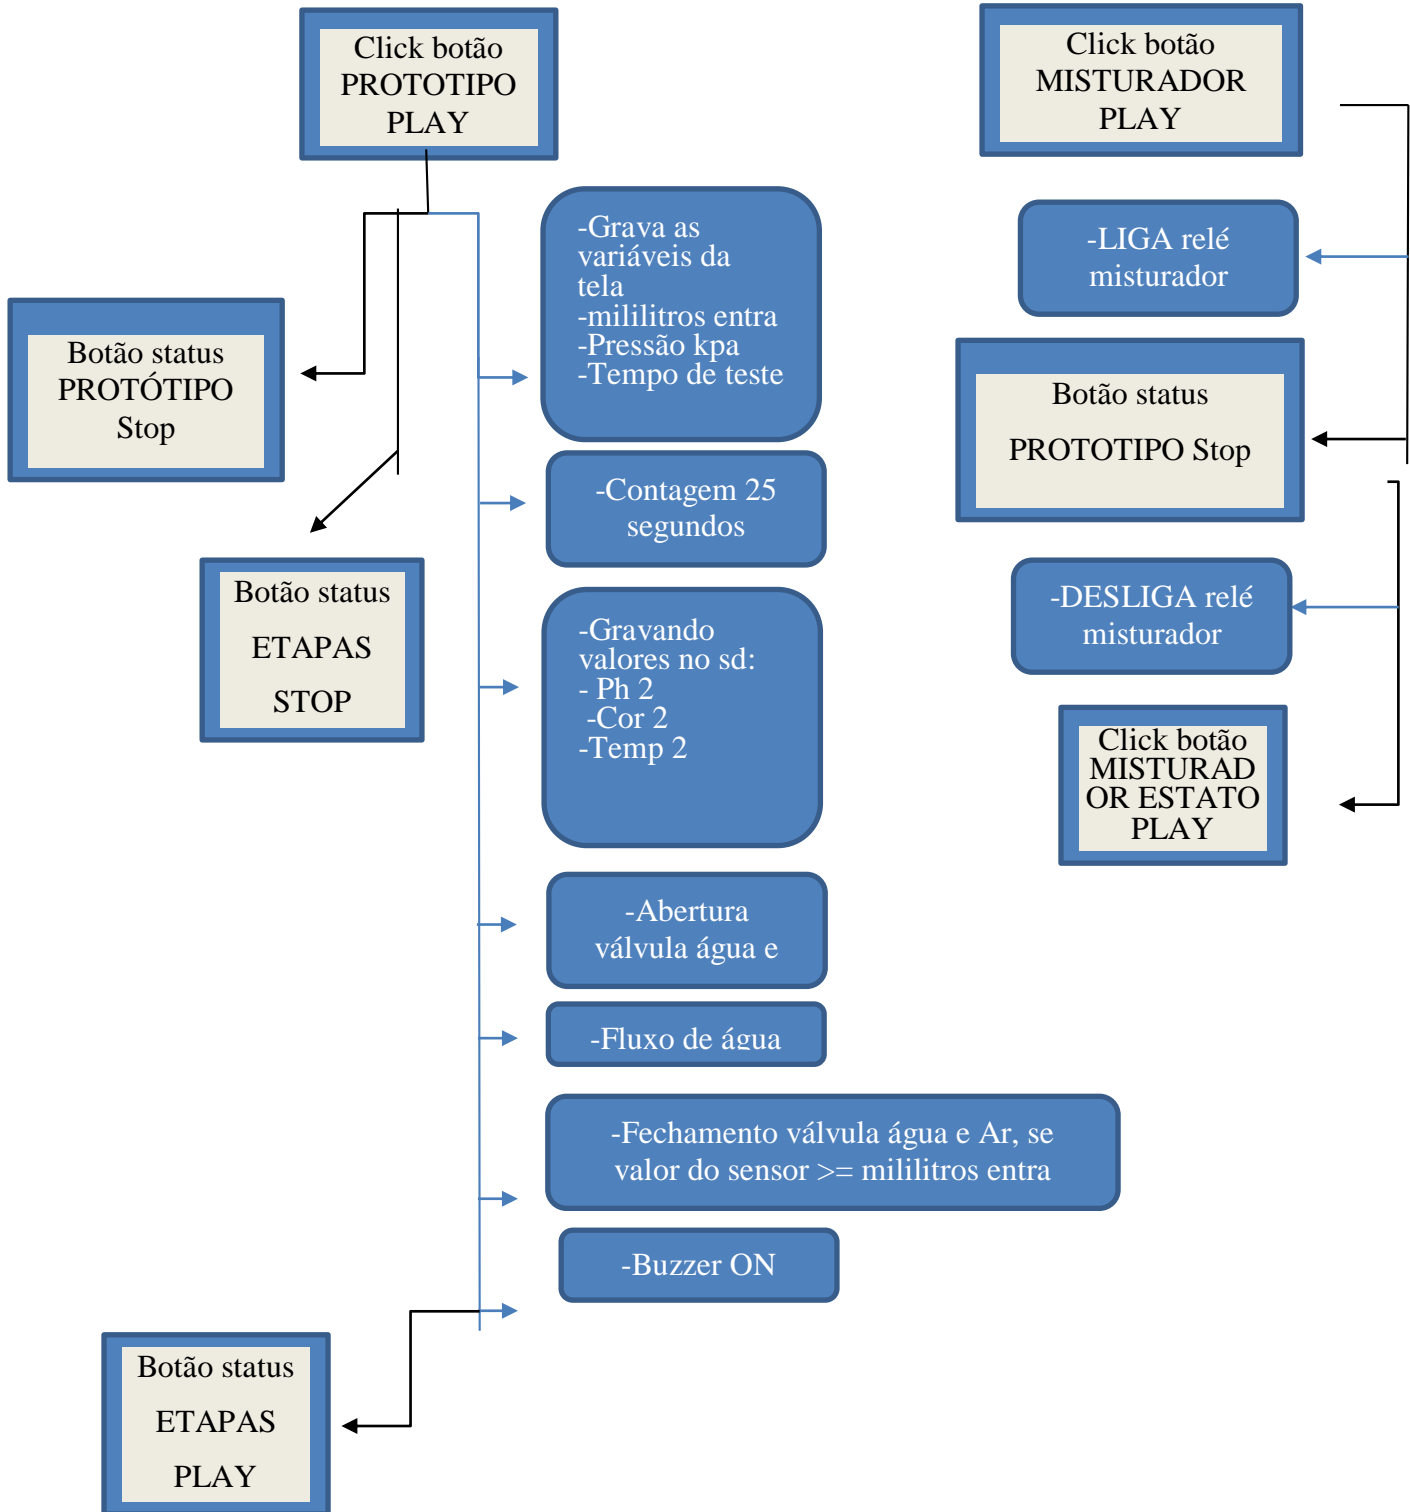 Click botão
PROTOTIPO
PLAY
-Grava as
variáveis da
tela
-mililitros entra
-Pressão kpa
-Tempo de teste
Botão status
PROTÓTIPO
Stop
-Contagem 25
segundos
Botão status
ETAPAS
STOP
-Gravando
valores no sd:
- Ph 2
-Cor 2
-Temp 2
-Abertura
válvula água e
-Fluxo de água
-Fechamento válvula água e Ar, se
valor do sensor >= mililitros entra
-Buzzer ON
Botão status
ETAPAS
PLAY
Click botão
MISTURADOR
PLAY
-LIGA relé
misturador
Botão status
PROTOTIPO Stop
-DESLIGA relé
misturador
Click botão
MISTURAD
OR ESTATO
PLAY